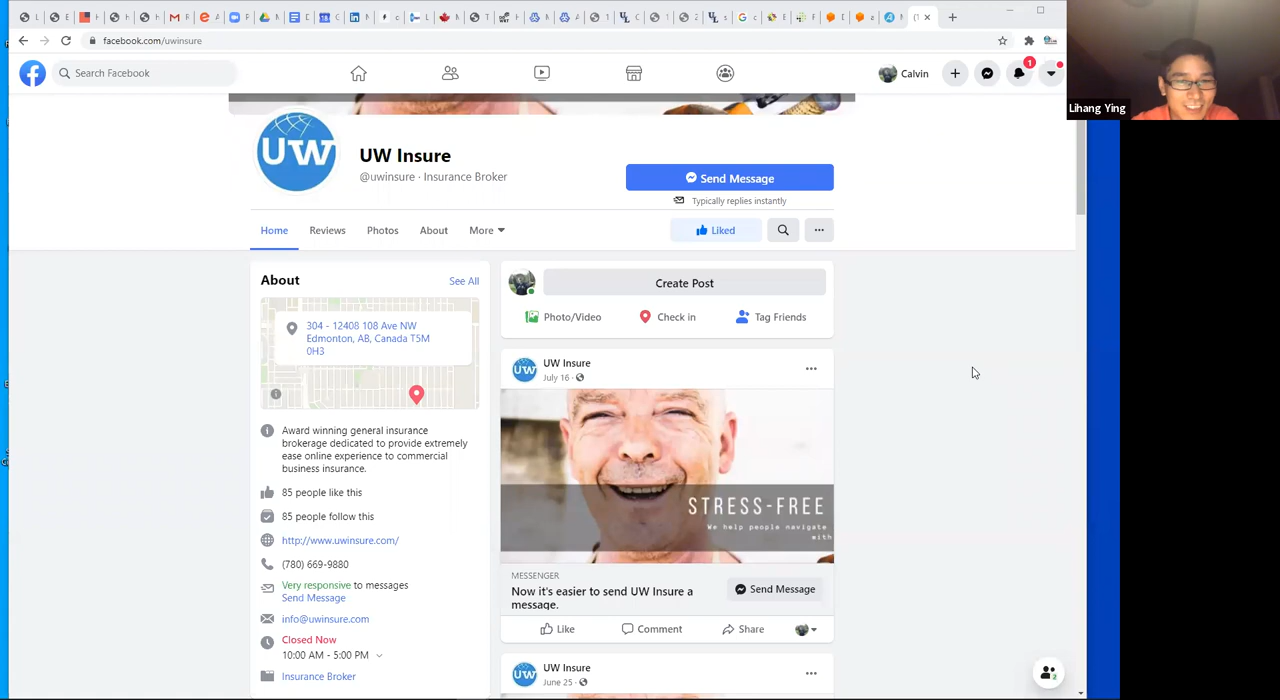 facebook.com/uwinsure
Search Facebook
Calvin
1
Lihang Ying
UW
UW Insure
@uwinsure · Insurance Broker
Send Message
Typically replies instantly
Home
Reviews
Photos
About
More
Liked
About
See All
304 - 12408 108 Ave NW
Edmonton, AB, Canada T5M
0H3
Award winning general insurance
brokerage dedicated to provide extremely
ease online experience to commercial
business insurance.
85 people like this
85 people follow this
http://www.uwinsure.com/
(780) 669-9880
Very responsive to messages
Send Message
info@uwinsure.com
Closed Now
10:00 AM - 5:00 PM
Insurance Broker
Create Post
Photo/Video
Check in
Tag Friends
UW
UW Insure
July 16 ·
STRESS-FREE
We help people navigate
with
MESSENGER
Now it's easier to send UW Insure a
message.
Send Message
Like
Comment
Share
UW
UW Insure
June 25 ·
2